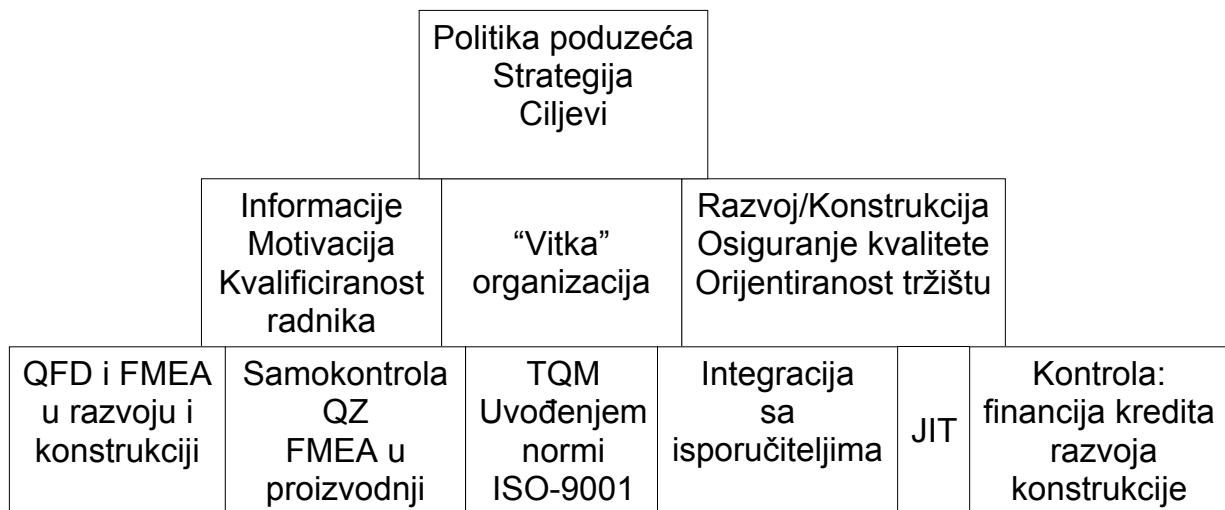 Politika poduzeća
Strategija
Ciljevi
Informacije
Motivacija
Kvalificiranost
radnika
“Vitka”
organizacija
Razvoj/Konstrukcija
Osiguranje kvalitete
Orijentiranost tržištu
QFD i FMEA
u razvoju i
konstrukciji
Samokontrola
QZ
FMEA u
proizvodnji
TQM
Uvođenjem
normi
ISO-9001
Integracija
sa
isporučiteljima
JIT
Kontrola:
financija kredita
razvoja
konstrukcije